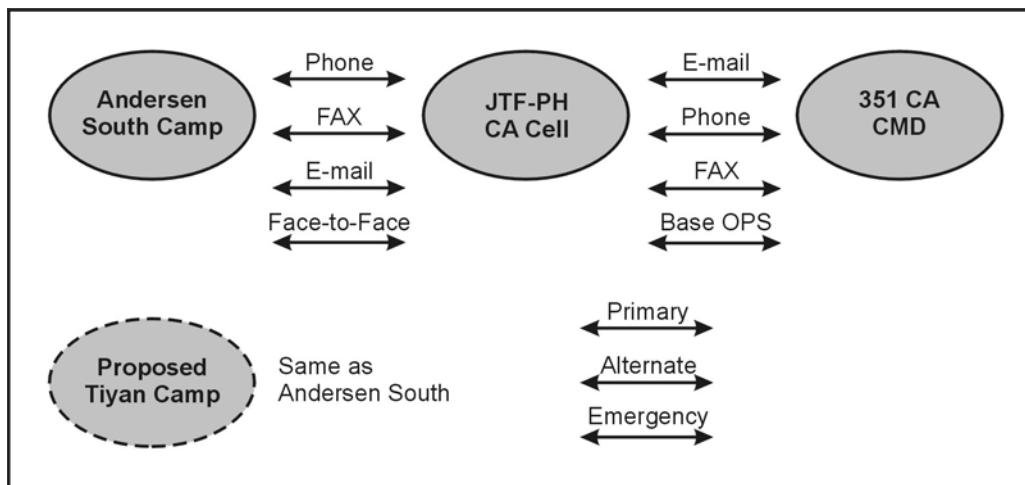 Andersen
South Camp
Phone
FAX
E-mail
Face-to-Face
JTF-PH
CA Cell
E-mail
Phone
FAX
Base OPS
351 CA
CMD
Proposed
Tiyan Camp
Same as
Andersen South
Primary
Alternate
Emergency